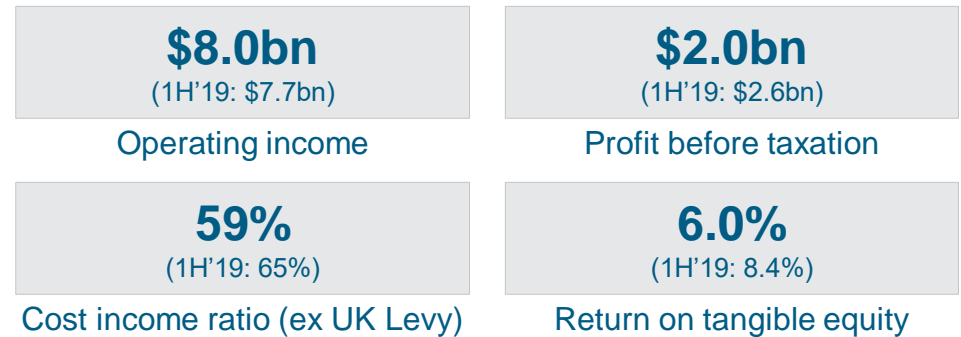 $8.0bn
(1H’19: $7.7bn)
Operating income
$2.0bn
(1H’19: $2.6bn)
Profit before taxation
59%
(1H’19: 65%)
Cost income ratio (ex UK Levy)
6.0%
(1H’19: 8.4%)
Return on tangible equity